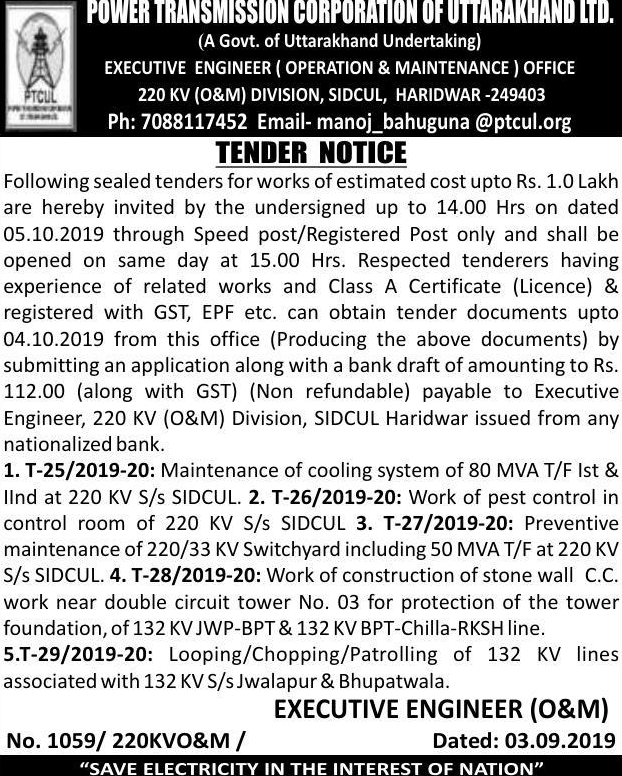 POWER TRANSMISSION CORPORATION OF UTTARAKHAND LTD.
(A Govt. of Uttarakhand Undertaking)
EXECUTIVE ENGINEER ( OPERATION & MAINTENANCE ) OFFICE
220 KV (O&M) DIVISION, SIDCUL, HARIDWAR -249403
Ph: 7088117452 Email- manoj_bahuguna @ptcul.org
PTCUL
TENDER NOTICE
Following sealed tenders for works of estimated cost upto Rs. 1.0 Lakh
are hereby invited by the undersigned up to 14.00 Hrs on dated
05.10.2019 through Speed post/Registered Post only and shall be
opened on same day at 15.00 Hrs. Respected tenderers having
experience of related works and Class A Certificate (Licence) &
registered with GST, EPF etc. can obtain tender documents upto
04.10.2019 from this office (Producing the above documents) by
submitting an application along with a bank draft of amounting to Rs.
112.00 (along with GST) (Non refundable) payable to Executive
Engineer, 220 KV (O&M) Division, SIDCUL Haridwar issued from any
nationalized bank.
1. T-25/2019-20: Maintenance of cooling system of 80 MVA T/F Ist &
IInd at 220 KV S/s SIDCUL. 2. T-26/2019-20: Work of pest control in
control room of 220 KV S/s SIDCUL 3. T-27/2019-20: Preventive
maintenance of 220/33 KV Switchyard including 50 MVA T/F at 220 KV
S/s SIDCUL. 4. T-28/2019-20: Work of construction of stone wall C.C.
work near double circuit tower No. 03 for protection of the tower
foundation, of 132 KV JWP-BPT & 132 KV BPT-Chilla-RKSH line.
5.T-29/2019-20: Looping/Chopping/Patrolling of 132 KV lines
associated with 132 KV S/s Jwalapur & Bhupatwala.
EXECUTIVE ENGINEER (O&M)
No. 1059/ 220KVO&M / Dated: 03.09.2019
“SAVE ELECTRICITY IN THE INTEREST OF NATION”